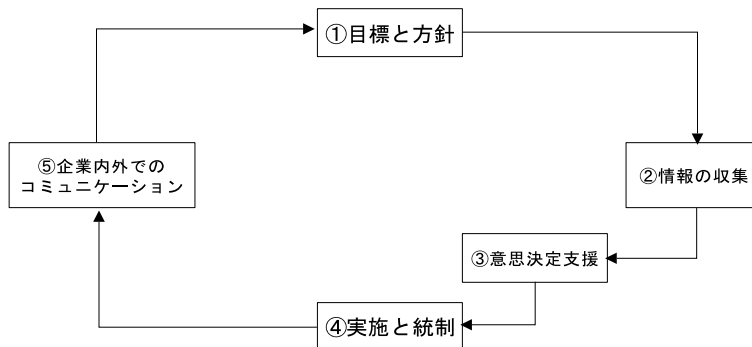 ①目標と方針
②情報の収集
③意思決定支援
④実施と統制
⑤企業内外での
コミュニケーション